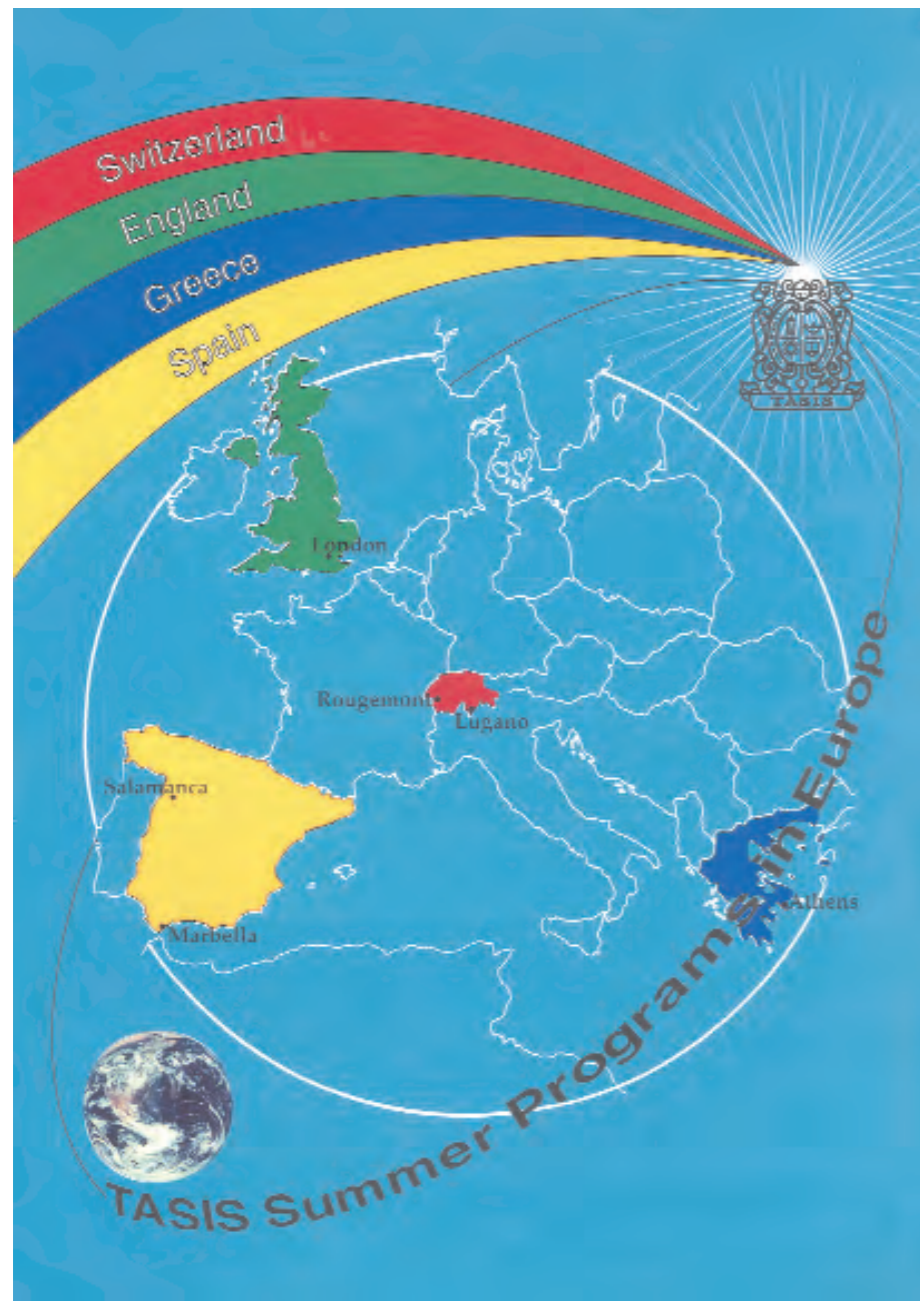 Switzerland
England
Greece
Spain
TASIS
London
Rougemont
Lugano
Salamanca
Athens
Marbella
TASIS Summer Programs in Europe